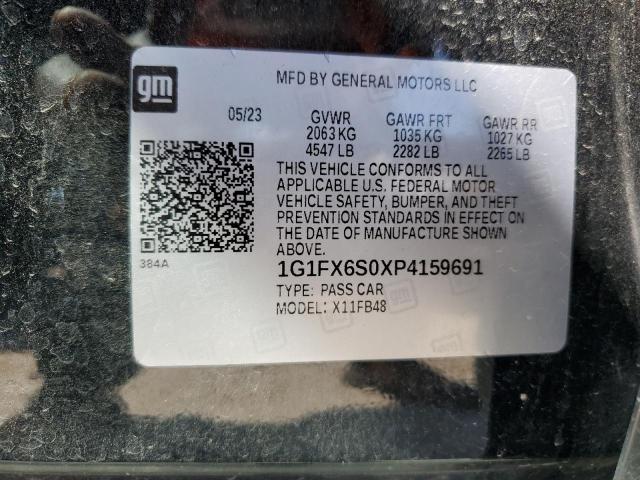 gm
MFD BY GENERAL MOTORS LLC
05/23 GVWR GAWR FRT GAWR RR
2063 KG 1035 KG 1027 KG
4547 LB 2282 LB 2265 LB
THIS VEHICLE CONFORMS TO ALL
APPLICABLE U.S. FEDERAL MOTOR
VEHICLE SAFETY, BUMPER, AND THEFT
PREVENTION STANDARDS IN EFFECT ON
THE DATE OF MANUFACTURE SHOWN
ABOVE.
384A
1G1FX6S0XP4159691
TYPE: PASS CAR
MODEL: X11FB48